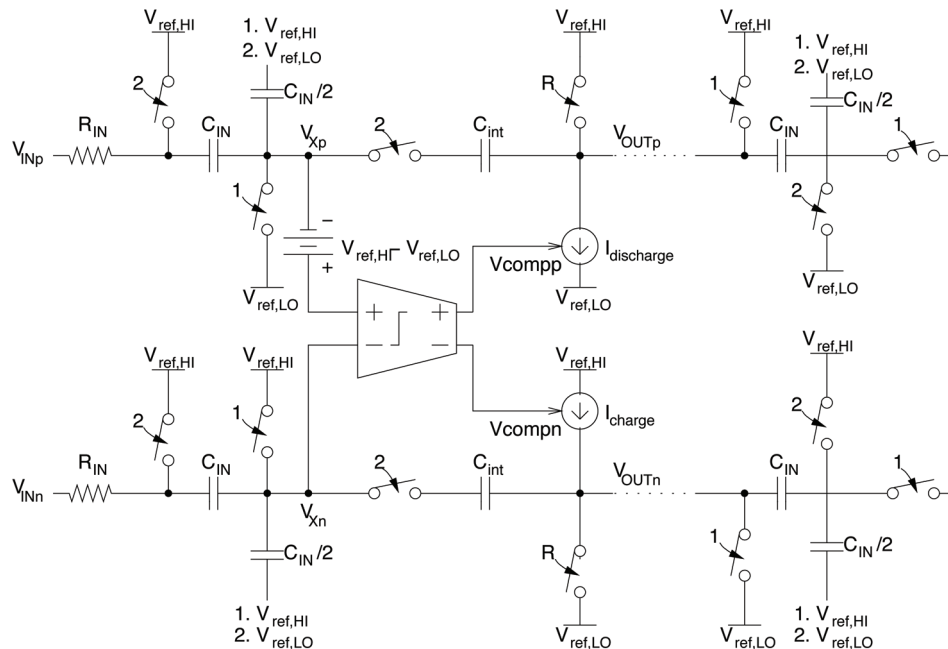 V_ref,HI
1. V_ref,HI
2. V_ref,LO
V_ref,HI
V_ref,HI
1. V_ref,HI
2. V_ref,LO
2
C_IN/2
R
1
C_IN/2
R_IN
C_IN
V_Xp
2
C_int
V_OUTp
C_IN
1
V_INp
1
2
−
+
V_ref,HI − V_ref,LO
Vcompp
I_discharge
V_ref,LO
V_ref,LO
V_ref,LO
+ +
− −
V_ref,HI
V_ref,HI
V_ref,HI
V_ref,HI
2
1
Vcompn
I_charge
2
R_IN
C_IN
2
C_int
V_OUTn
C_IN
1
V_INn
V_Xn
C_IN/2
R
1
C_IN/2
1. V_ref,HI
2. V_ref,LO
V_ref,LO
V_ref,LO
1. V_ref,HI
2. V_ref,LO